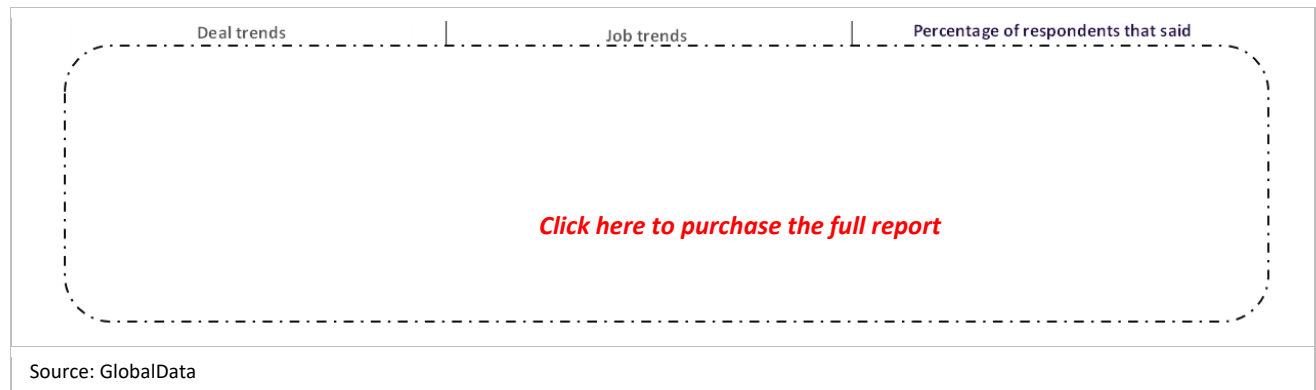 Deal trends
Job trends
Percentage of respondents that said
Click here to purchase the full report
Source: GlobalData